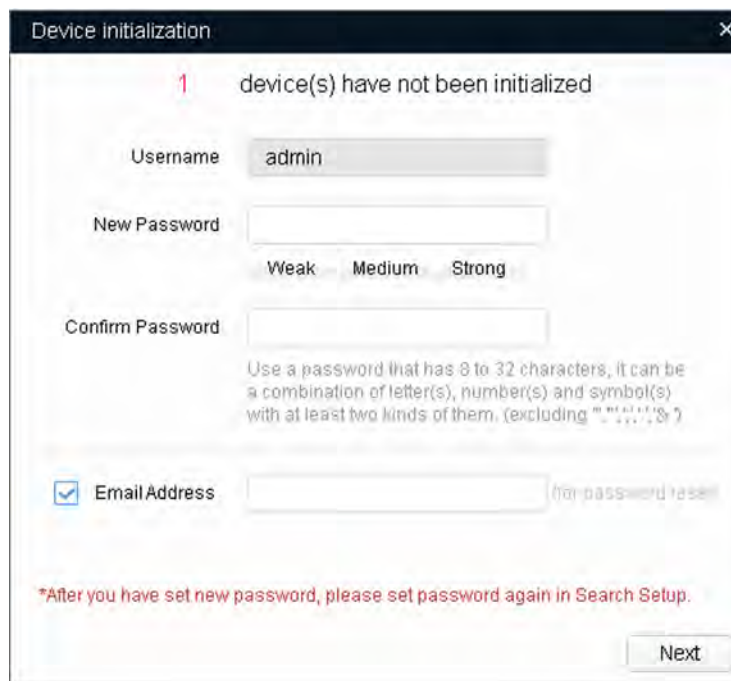 Device initialization
1 device(s) have not been initialized
Username admin
New Password
Weak Medium Strong
Confirm Password
Use a password that has 8 to 32 characters, it can be
a combination of letter(s), number(s) and symbol(s)
with at least two kinds of them. (excluding
Email Address (for password reset
*After you have set new password, please set password again in Search Setup.
Next